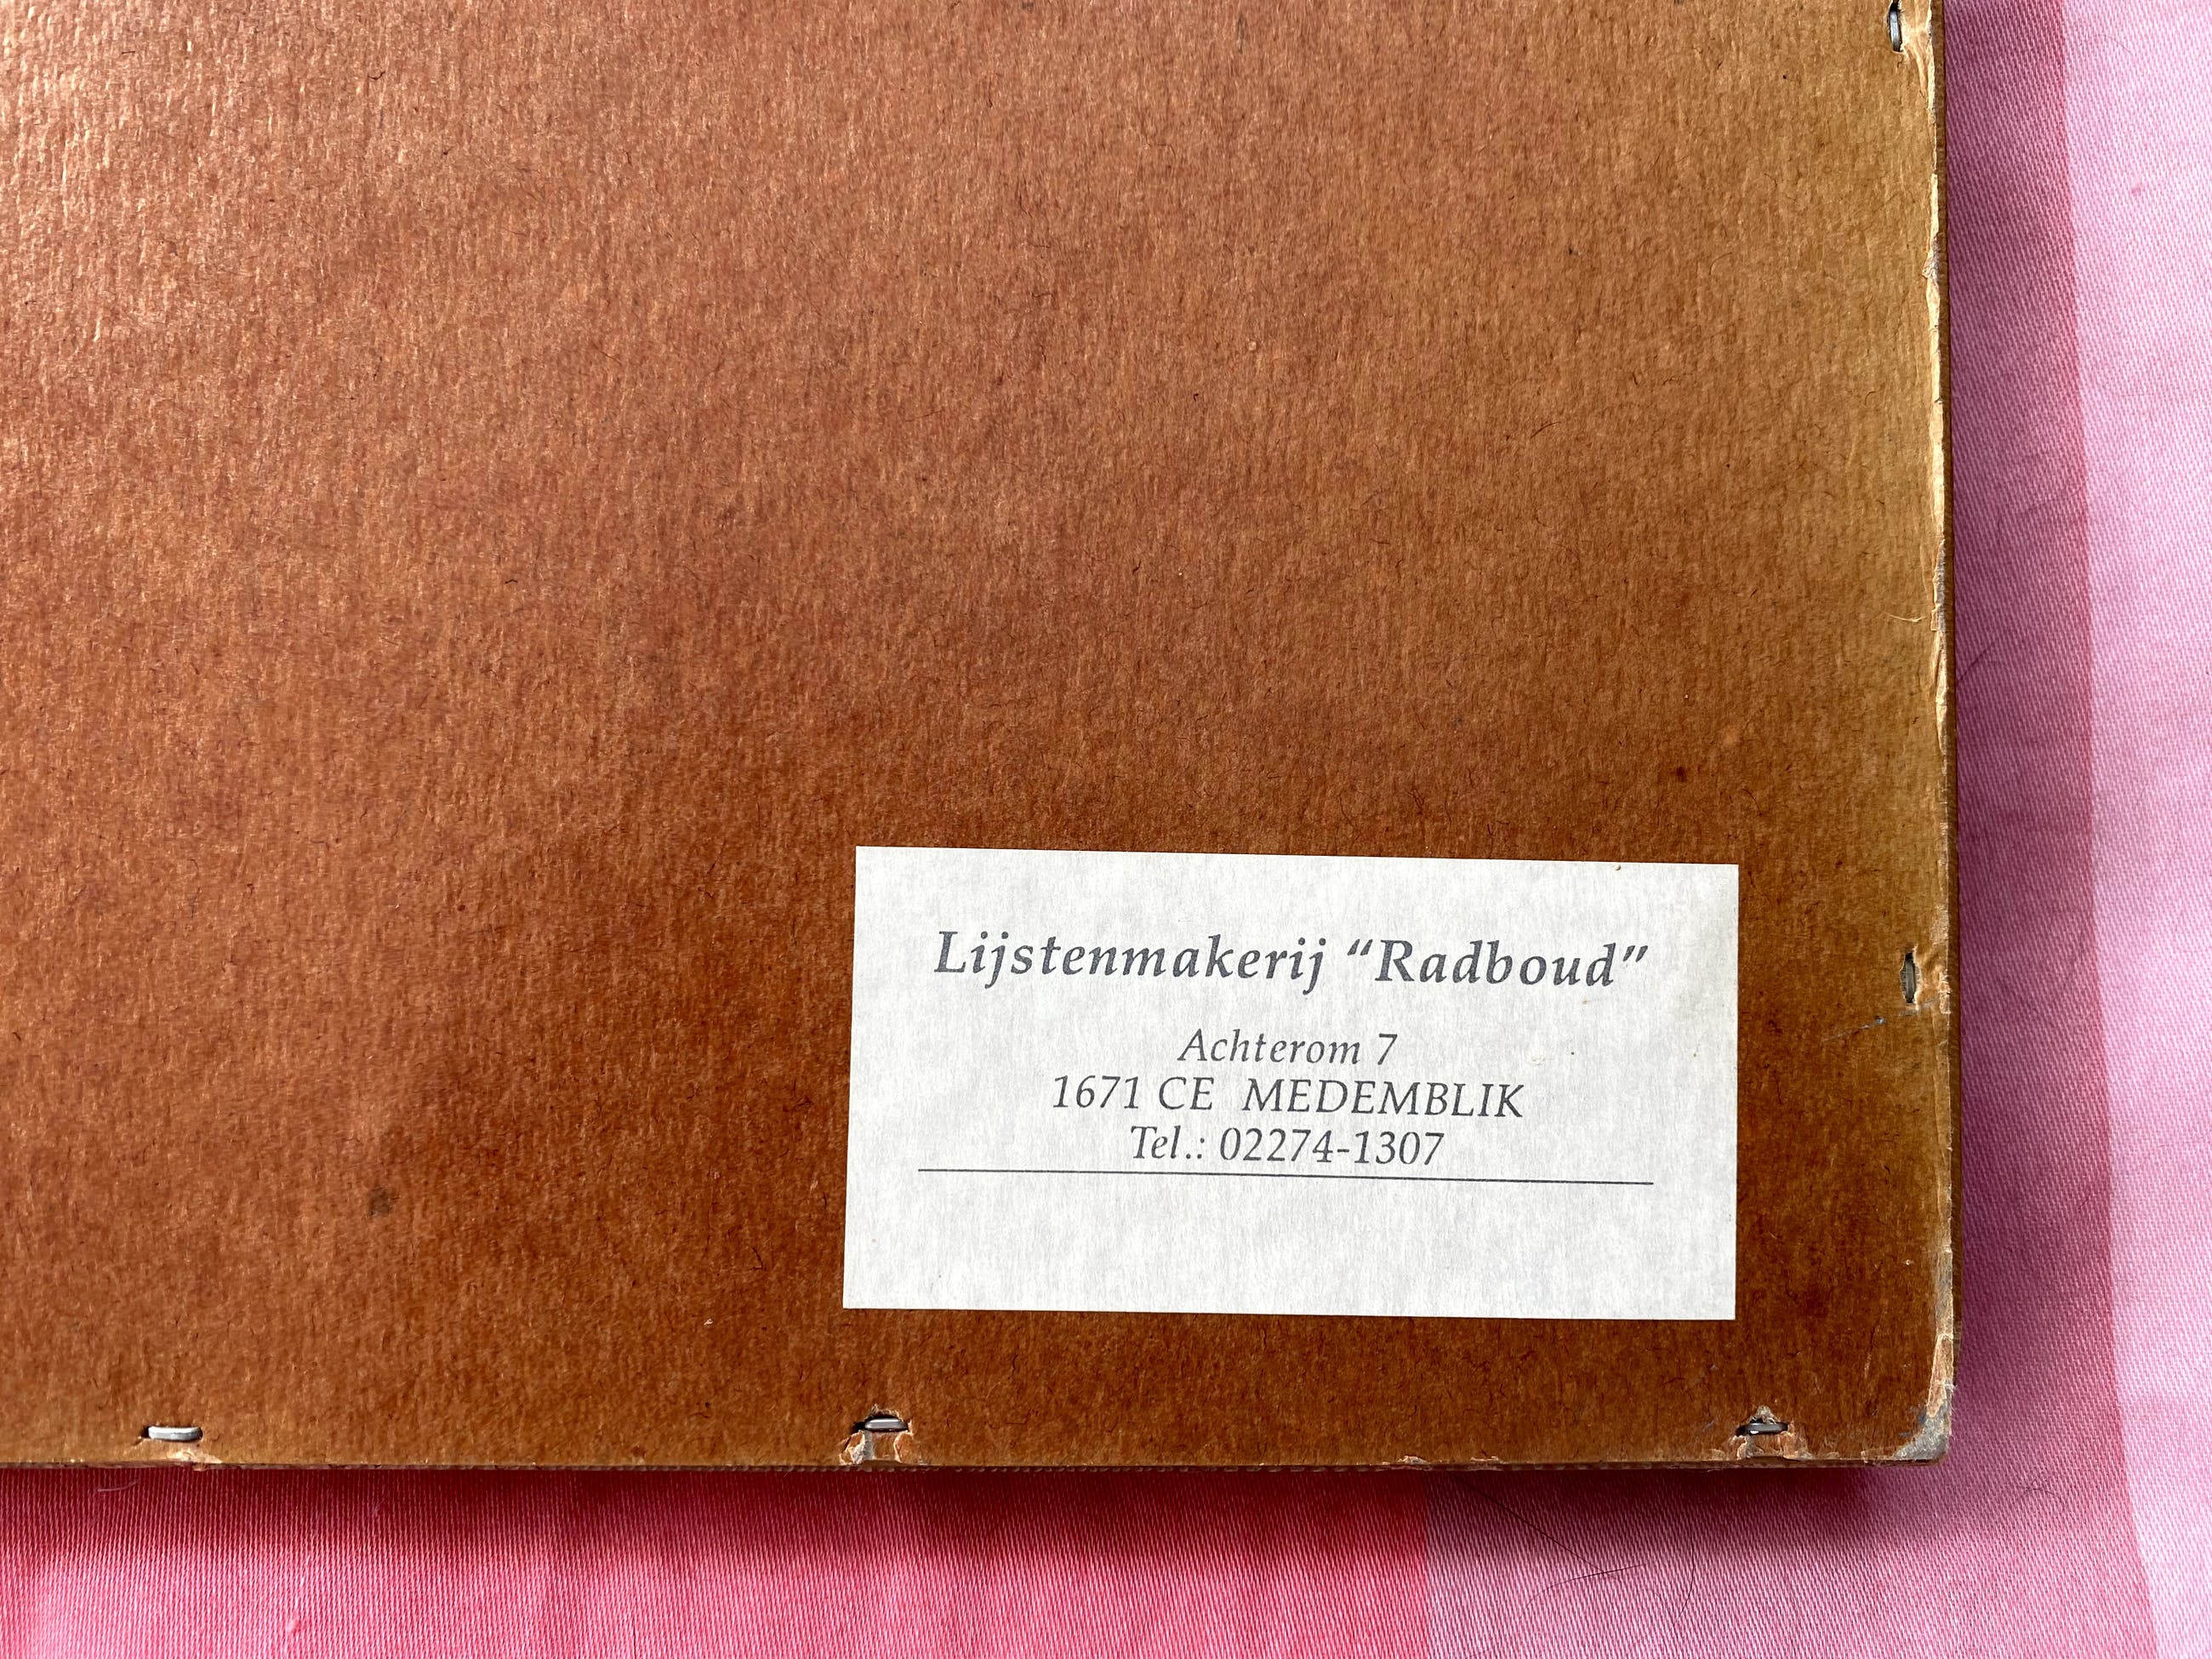 Lijstenmakerij “Radboud”
Achterom 7
1671 CE MEDEMBLIK
Tel.: 02274-1307